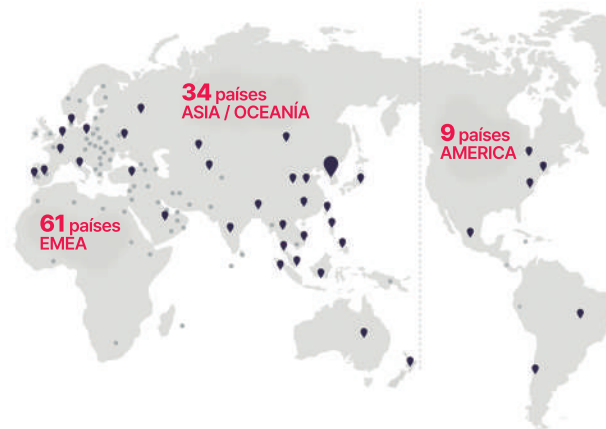 34 países
ASIA / OCEANÍA
9 países
AMERICA
61 países
EMEA